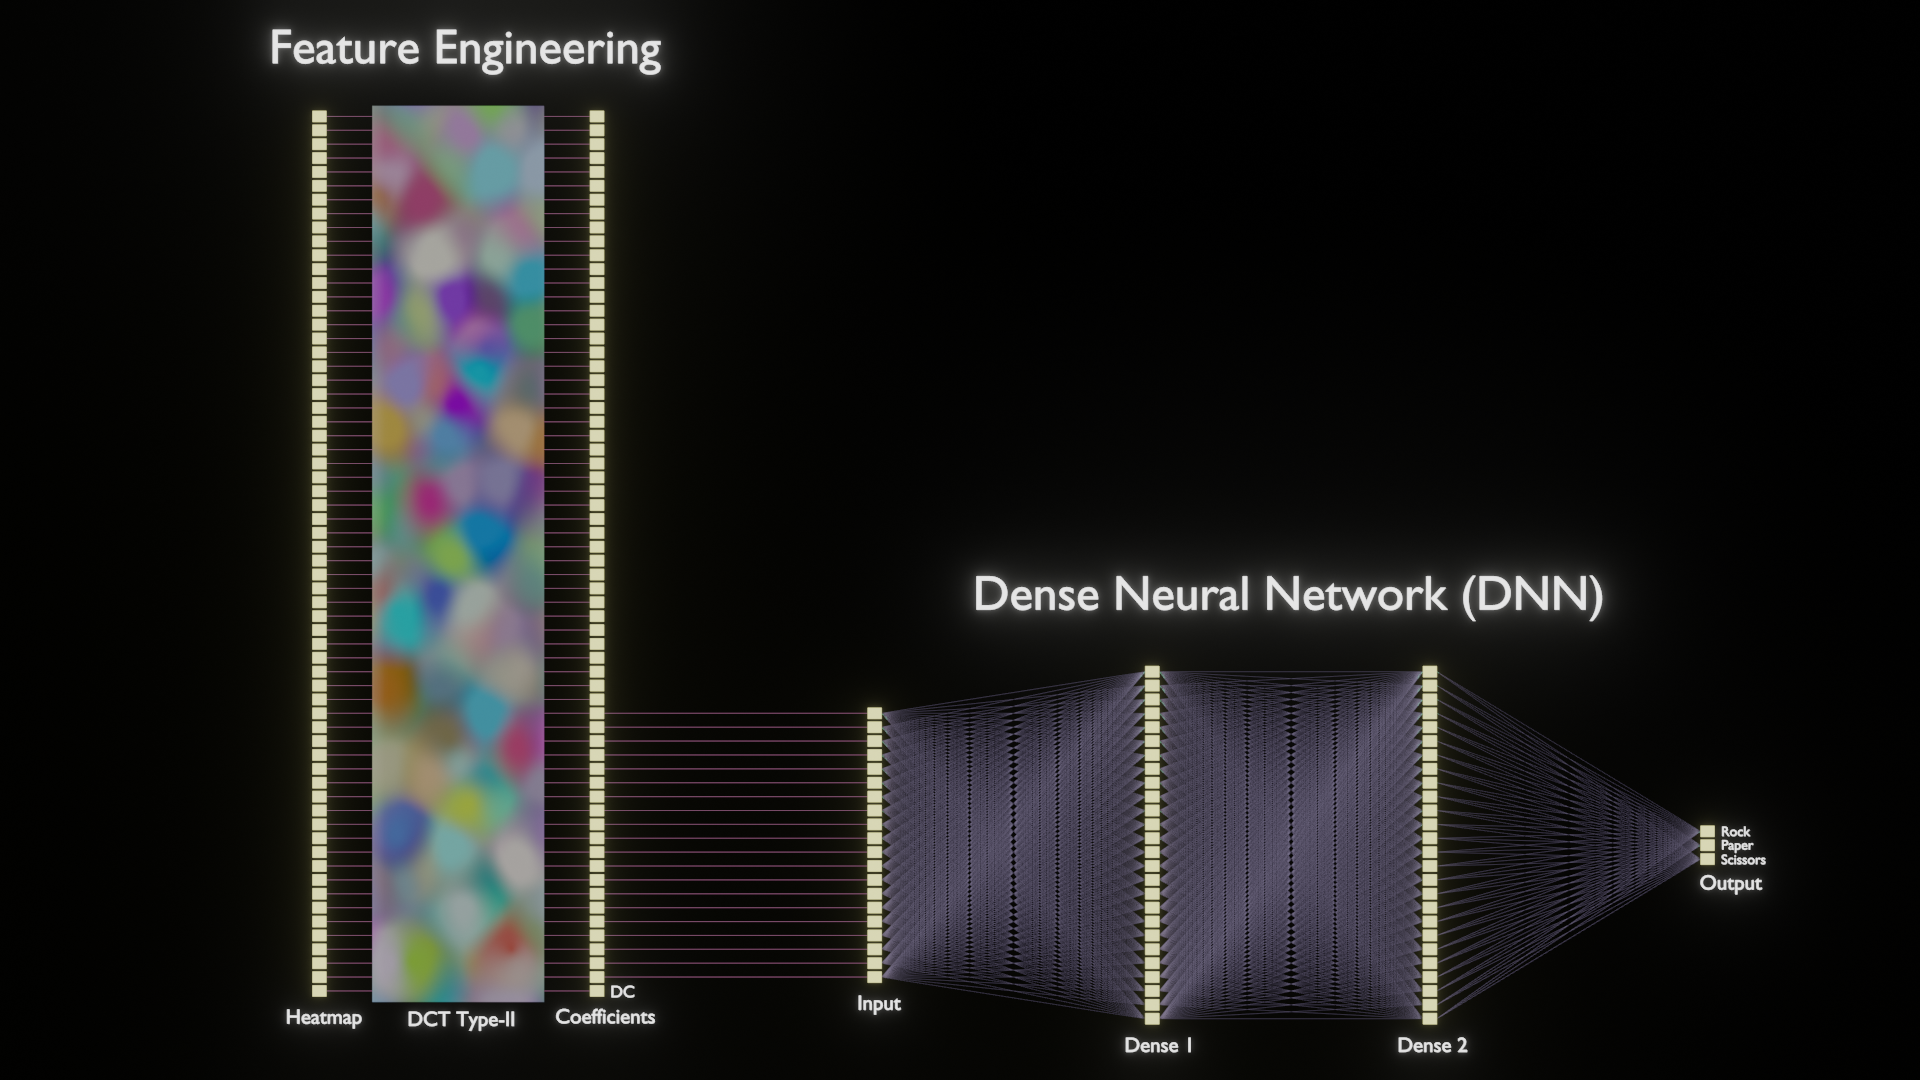 Feature Engineering
Heatmap
DCT Type-II
DC
Coefficients
Dense Neural Network (DNN)
Input
Dense 1
Dense 2
Rock
Paper
Scissors
Output